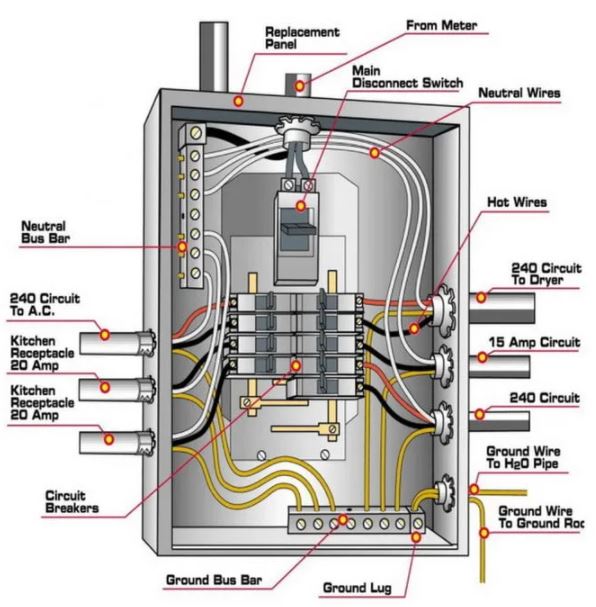 Replacement
Panel
From Meter
Main
Disconnect Switch
Neutral Wires
Neutral
Bus Bar
Hot Wires
240 Circuit
To A.C.
240 Circuit
To Dryer
Kitchen
Receptacle
20 Amp
15 Amp Circuit
Kitchen
Receptacle
20 Amp
240 Circuit
Ground Wire
To H2O Pipe
Circuit
Breakers
Ground Wire
To Ground Roc
Ground Bus Bar
Ground Lug